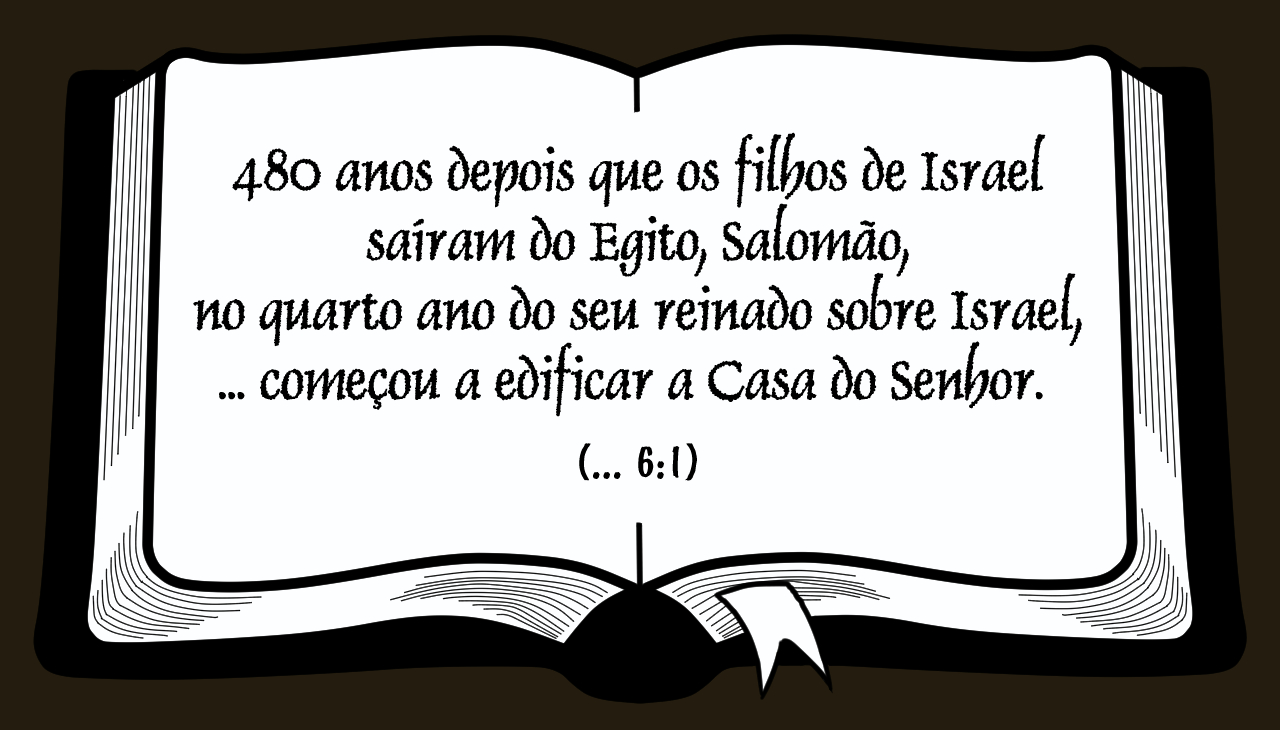 480 anos depois que os filhos de Israel
saíram do Egito, Salomão,
no quarto ano do seu reinado sobre Israel,
... começou a edificar a Casa do Senhor.
(... 6:1)